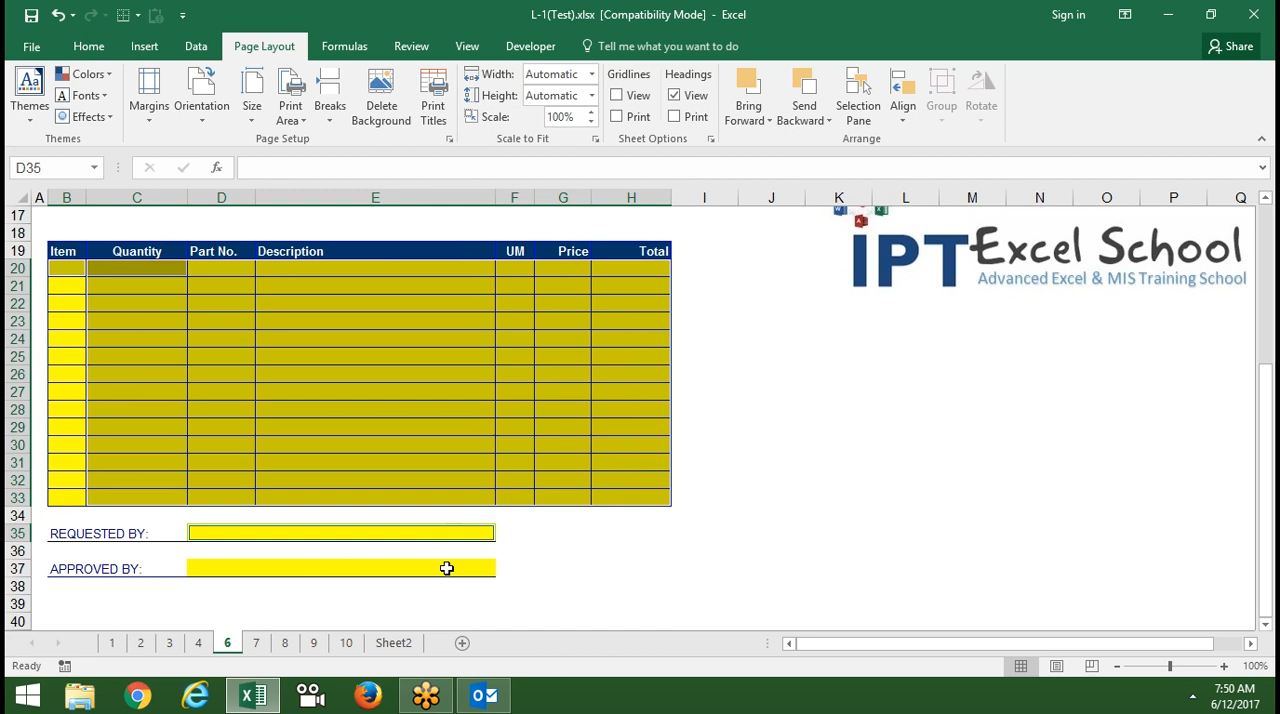 L-1(Test).xlsx [Compatibility Mode] - Excel
Sign in
File Home Insert Data Page Layout Formulas Review View Developer Tell me what you want to do Share
Themes
Colors
Fonts
Effects
Themes
Margins
Orientation
Size
Print Area
Breaks
Delete Background
Print Titles
Page Setup
Width: Automatic
Height: Automatic
Scale: 100%
Scale to Fit
Gridlines
View
Print
Headings
View
Print
Sheet Options
Bring Forward
Send Backward
Selection Pane
Align
Group
Rotate
Arrange
D35
fx
A B C D E F G H I J K L M N O P Q
17
18
19 Item Quantity Part No. Description UM Price Total
20
21
22
23
24
25
26
27
28
29
30
31
32
33
34
35 REQUESTED BY:
36
37 APPROVED BY:
38
39
40
IPT Excel School
Advanced Excel & MIS Training School
1 2 3 4 6 7 8 9 10 Sheet2
Ready
100%
7:50 AM
6/12/2017